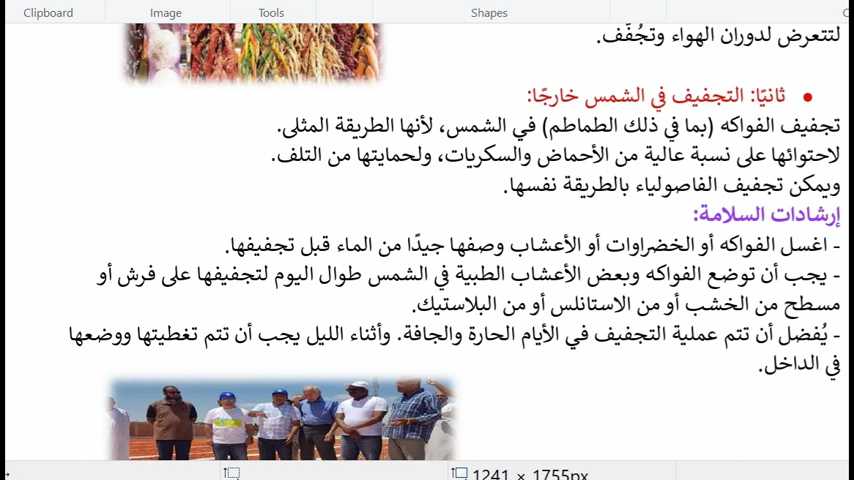 Clipboard
Image
Tools
Shapes
لتتعرض لدوران الهواء وتجُفَف.
• ثانيًا: التجفيف في الشمس خارجًا:
تجفيف الفواكه (بما في ذلك الطماطم) في الشمس، لأنها الطريقة المثلى.
لاحتوائها على نسبة عالية من الأحماض والسكريات، ولحمايتها من التلف.
ويمكن تجفيف الفاصولياء بالطريقة نفسها.
إرشادات السلامة:
- اغسل الفواكه أو الخضراوات أو الأعشاب وصفها جيدًا من الماء قبل تجفيفها.
- يجب أن توضع الفواكه وبعض الأعشاب الطبية في الشمس طوال اليوم لتجفيفها على فرش أو
مسطح من الخشب أو من الاستانلس أو من البلاستيك.
- يُفضل أن تتم عملية التجفيف في الأيام الحارة والجافة. وأثناء الليل يجب أن تتم تغطيتها ووضعها
في الداخل.
1241 × 1755px